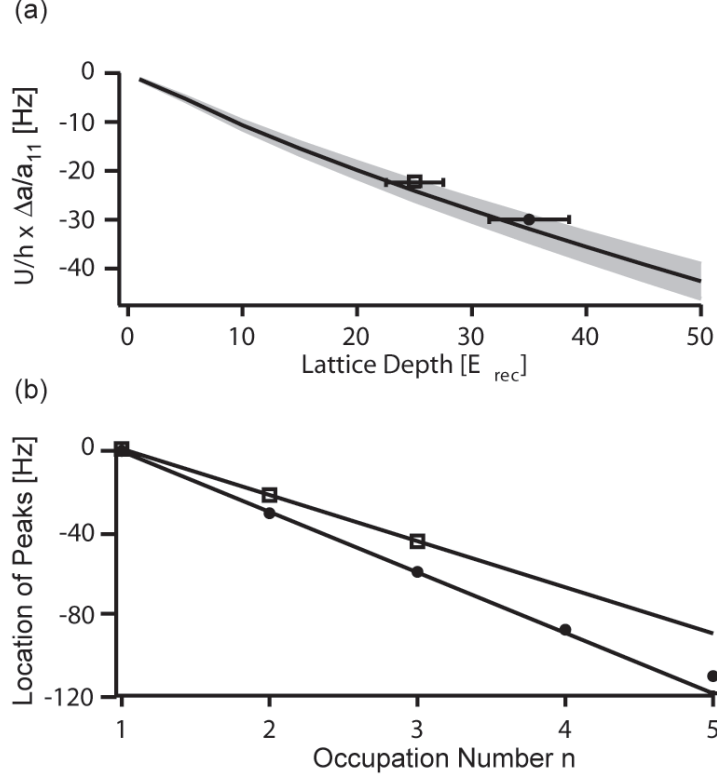 (a)
U/h x Δa/a11 [Hz]
0
-10
-20
-30
-40
0 10 20 30 40 50
Lattice Depth [E rec]
(b)
Location of Peaks [Hz]
0
-40
-80
-120
1 2 3 4 5
Occupation Number n